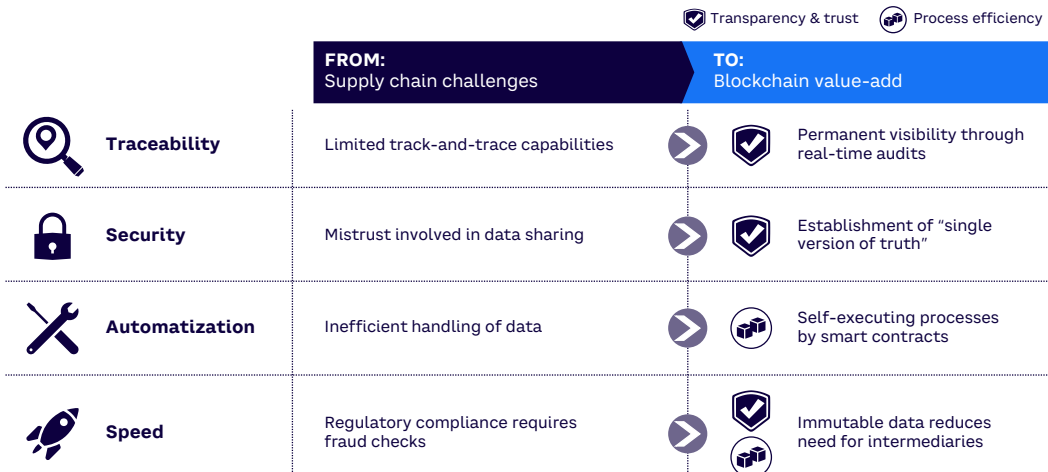 Transparency & trust
Process efficiency
FROM:
Supply chain challenges
TO:
Blockchain value-add
Traceability
Limited track-and-trace capabilities
Permanent visibility through
real-time audits
Security
Mistrust involved in data sharing
Establishment of “single
version of truth”
Automatization
Inefficient handling of data
Self-executing processes
by smart contracts
Speed
Regulatory compliance requires
fraud checks
Immutable data reduces
need for intermediaries